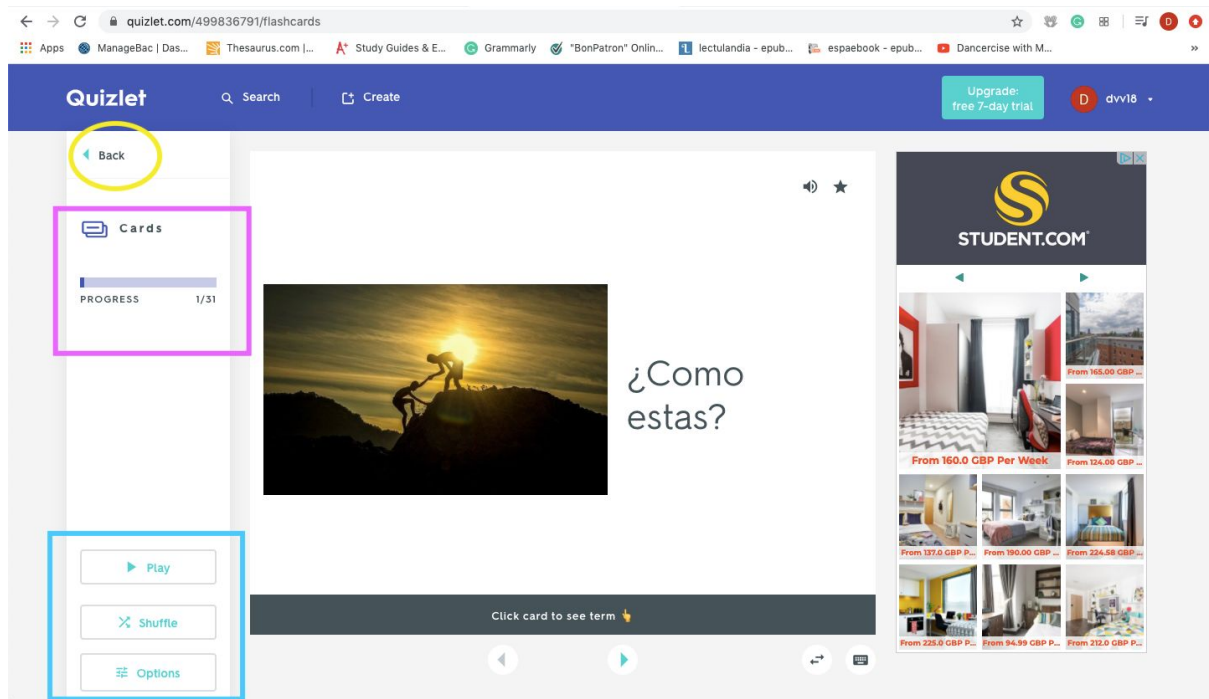 quizlet.com/499836791/flashcards
D
Apps ManageBac | Das... Thesaurus.com |... Study Guides & E... Grammarly "BonPatron" Onlin... lectulandia - epub... espaebook - epub... Dancercise with M... »
Quizlet Search Create
Upgrade:
free 7-day trial
D dvv18
Back
Cards
PROGRESS 1/31
¿Como
estas?
Play
Shuffle
Options
Click card to see term
STUDENT.COM
From 160.0 GBP Per Week
From 165.00 GBP ...
From 124.00 GBP ...
From 137.0 GBP P... From 190.00 GBP ... From 224.58 GBP ...
From 225.0 GBP P... From 94.99 GBP P... From 212.0 GBP P...